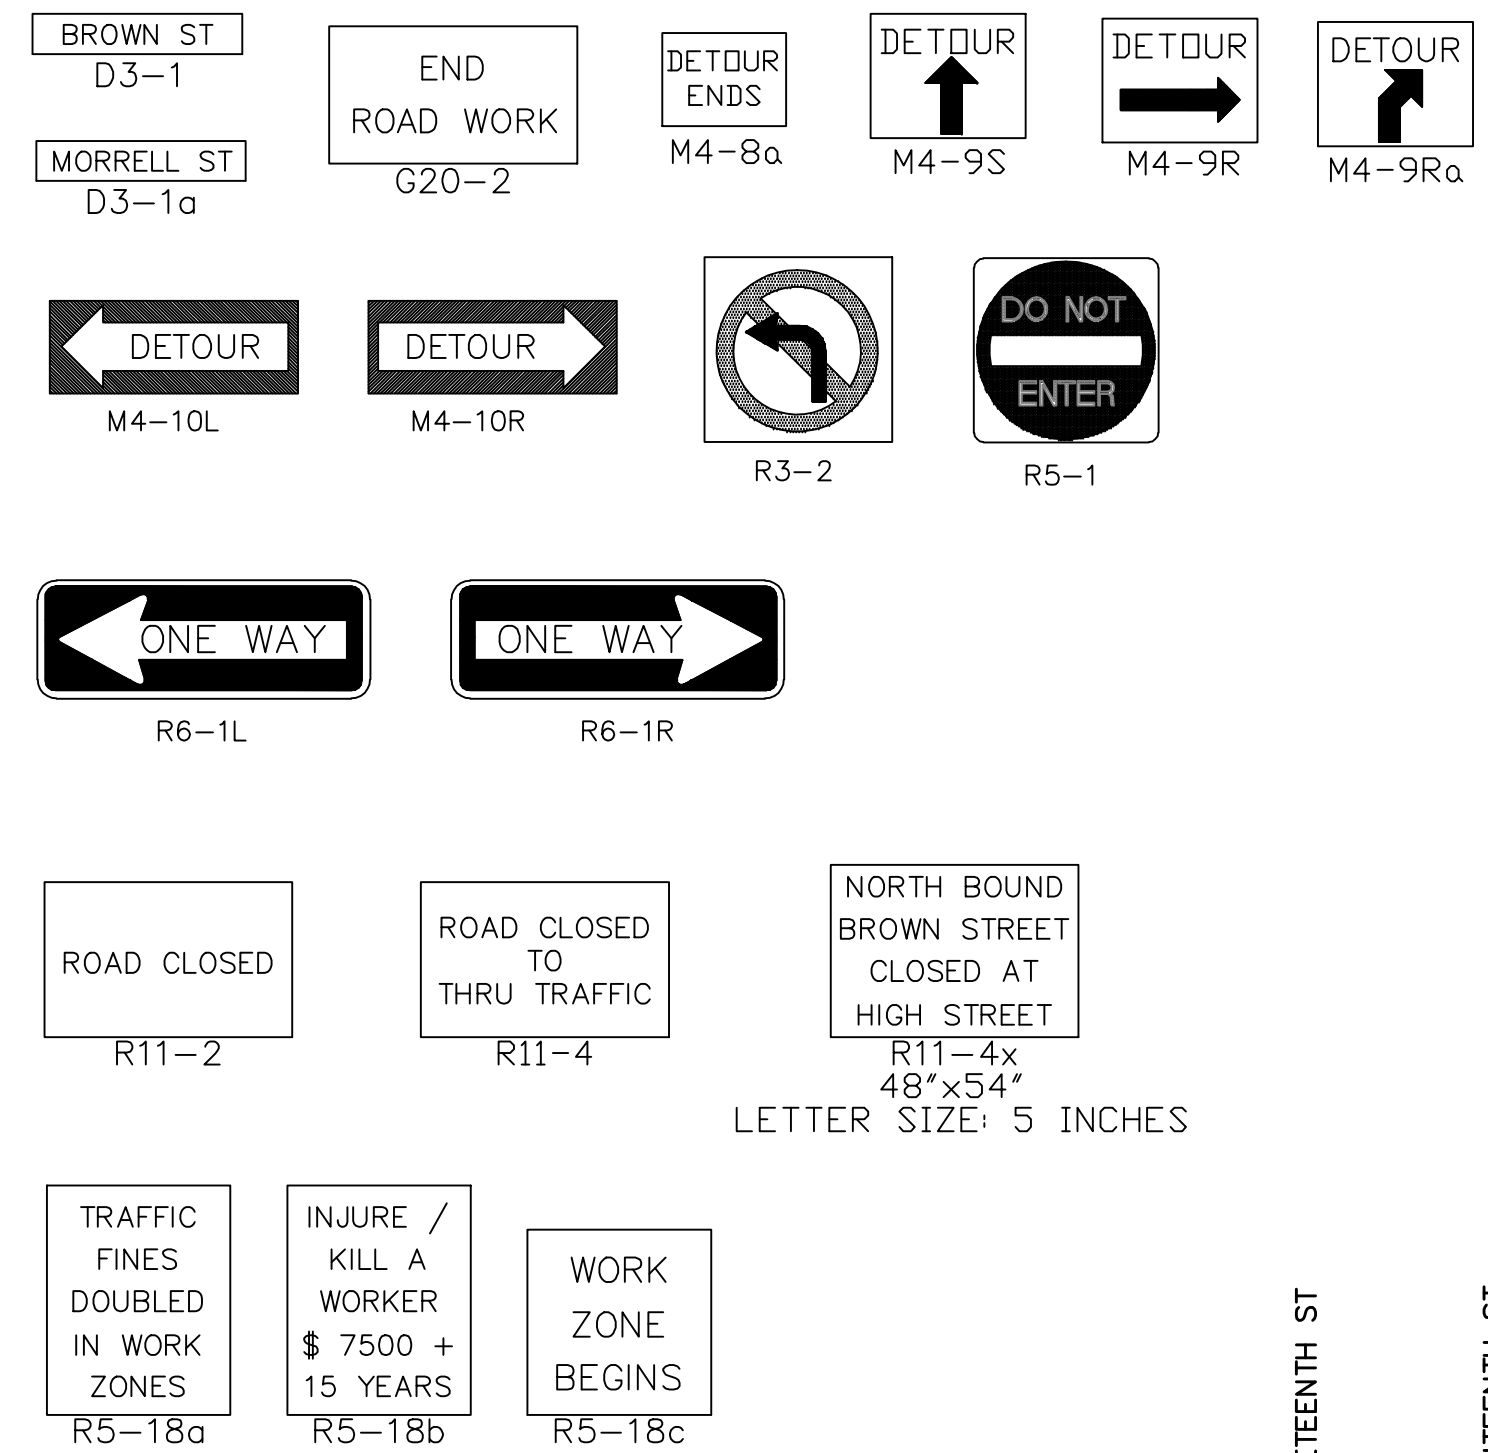 BROWN ST
D3-1
MORRELL ST
D3-1a
END
ROAD WORK
G20-2
DETOUR
ENDS
M4-8a
DETOUR
M4-9S
DETOUR
M4-9R
DETOUR
M4-9Ra
DETOUR
M4-10L
DETOUR
M4-10R
R3-2
DO NOT
ENTER
R5-1
ONE WAY
R6-1L
ONE WAY
R6-1R
ROAD CLOSED
R11-2
ROAD CLOSED
TO
THRU TRAFFIC
R11-4
NORTH BOUND
BROWN STREET
CLOSED AT
HIGH STREET
R11-4x
48"x54"
LETTER SIZE: 5 INCHES
TRAFFIC
FINES
DOUBLED
IN WORK
ZONES
R5-18a
INJURE /
KILL A
WORKER
$ 7500 +
15 YEARS
R5-18b
WORK
ZONE
BEGINS
R5-18c
ST